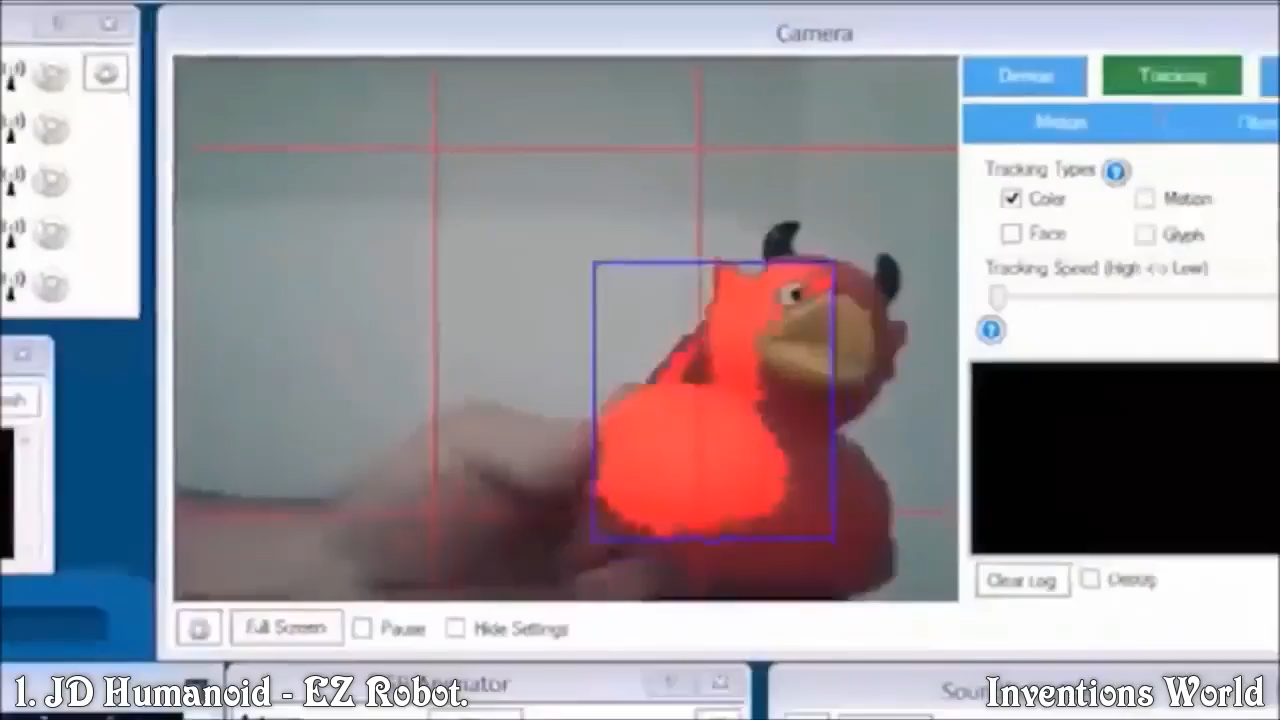 Camera
Demos
Tracking
Motion
Tracking Types
Color
Motion
Face
Glyph
Tracking Speed (High <-> Low)
Clear Log
Debug
Full Screen
Pause
Hide Settings
1. JD Humanoid - EZ Robot.
Inventions World